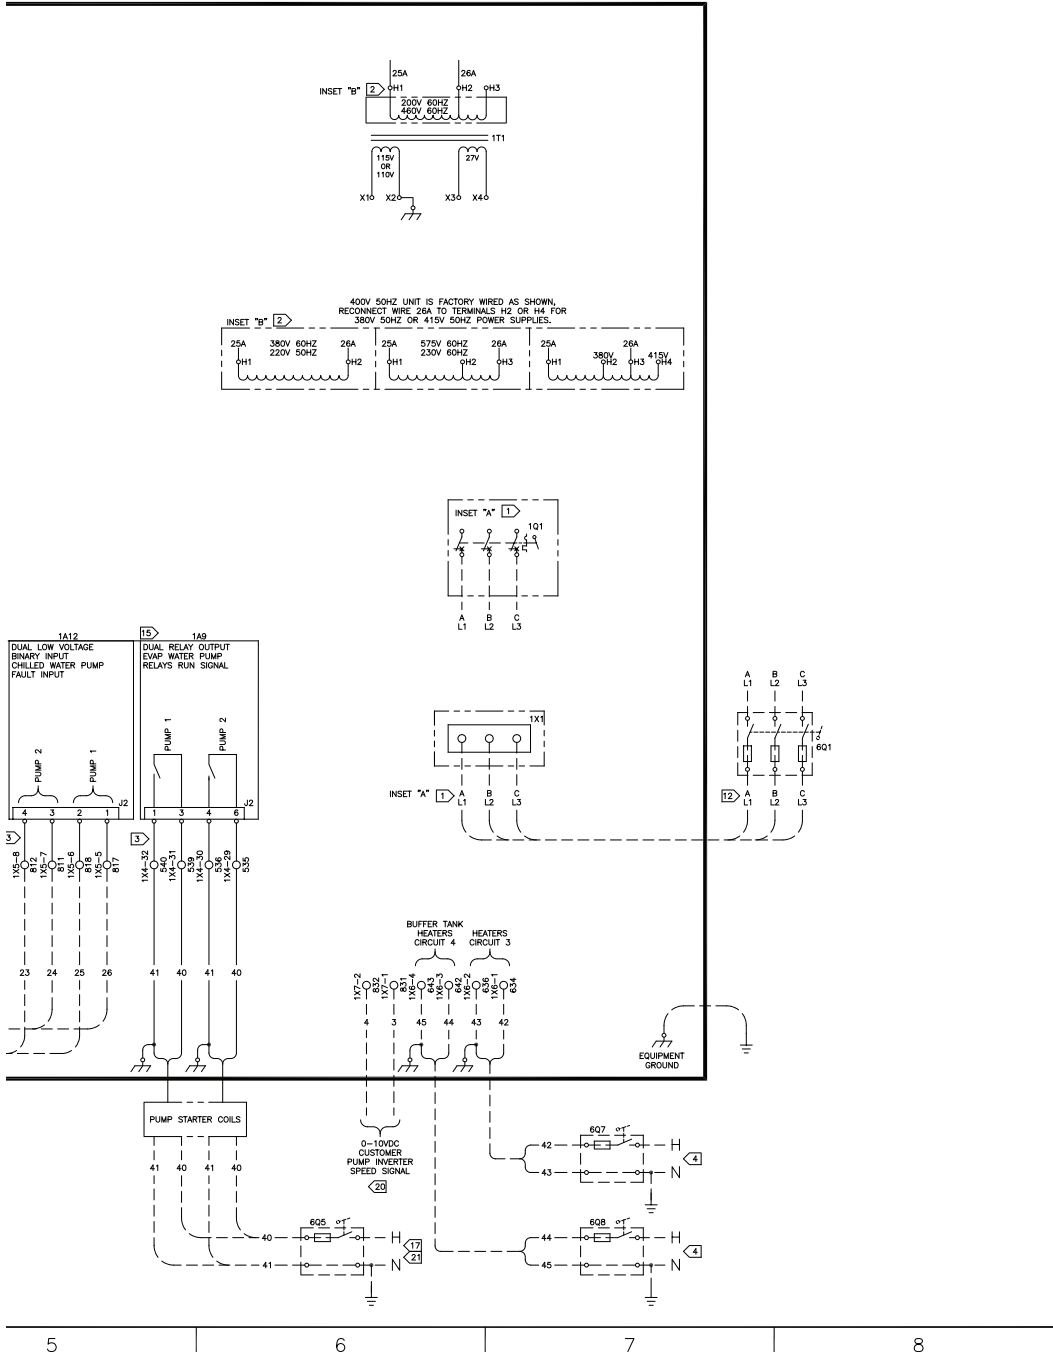 25A 26A
INSET "B" 2 H1 H2 H3
200V 60HZ
460V 60HZ
1T1
115V
OR
110V
27V
X1 X2 X3 X4
400V 50HZ UNIT IS FACTORY WIRED AS SHOWN,
RECONNECT WIRE 26A TO TERMINALS H2 OR H4 FOR
380V 50HZ OR 415V 50HZ POWER SUPPLIES.
INSET "B" 2
25A 380V 60HZ 26A
220V 50HZ
H1 H2
25A 575V 60HZ 26A
230V 60HZ
H1 H2 H3
25A 26A
380V 415V
H1 H2 H3 H4
INSET "A" 1
1Q1
A B C
L1 L2 L3
1A12
DUAL LOW VOLTAGE
BINARY INPUT
CHILLED WATER PUMP
FAULT INPUT
PUMP 2
PUMP 1
J2
4 3 2 1
3
1X5-8
812
1X5-7
811
1X5-6
818
1X5-5
817
23 24 25 26
15
1A9
DUAL RELAY OUTPUT
EVAP WATER PUMP
RELAYS RUN SIGNAL
PUMP 1
PUMP 2
J2
1 3 4 6
3
1X4-32
540
1X4-31
539
1X4-30
536
1X4-29
535
41 40 41 40
1X1
INSET "A" 1
A B C
L1 L2 L3
A B C
L1 L2 L3
6Q1
12
A B C
L1 L2 L3
BUFFER TANK
HEATERS
CIRCUIT 4
HEATERS
CIRCUIT 3
1X7-2
832
1X7-1
831
1X6-4
643
1X6-3
642
1X6-2
636
1X6-1
634
4 3 45 44 43 42
EQUIPMENT
GROUND
PUMP STARTER COILS
41 40 41 40
0-10VDC
CUSTOMER
PUMP INVERTER
SPEED SIGNAL
20
6Q7
42 H
43 N
4
6Q5
40 H
41 N
17
21
6Q8
44 H
45 N
4
5 6 7 8